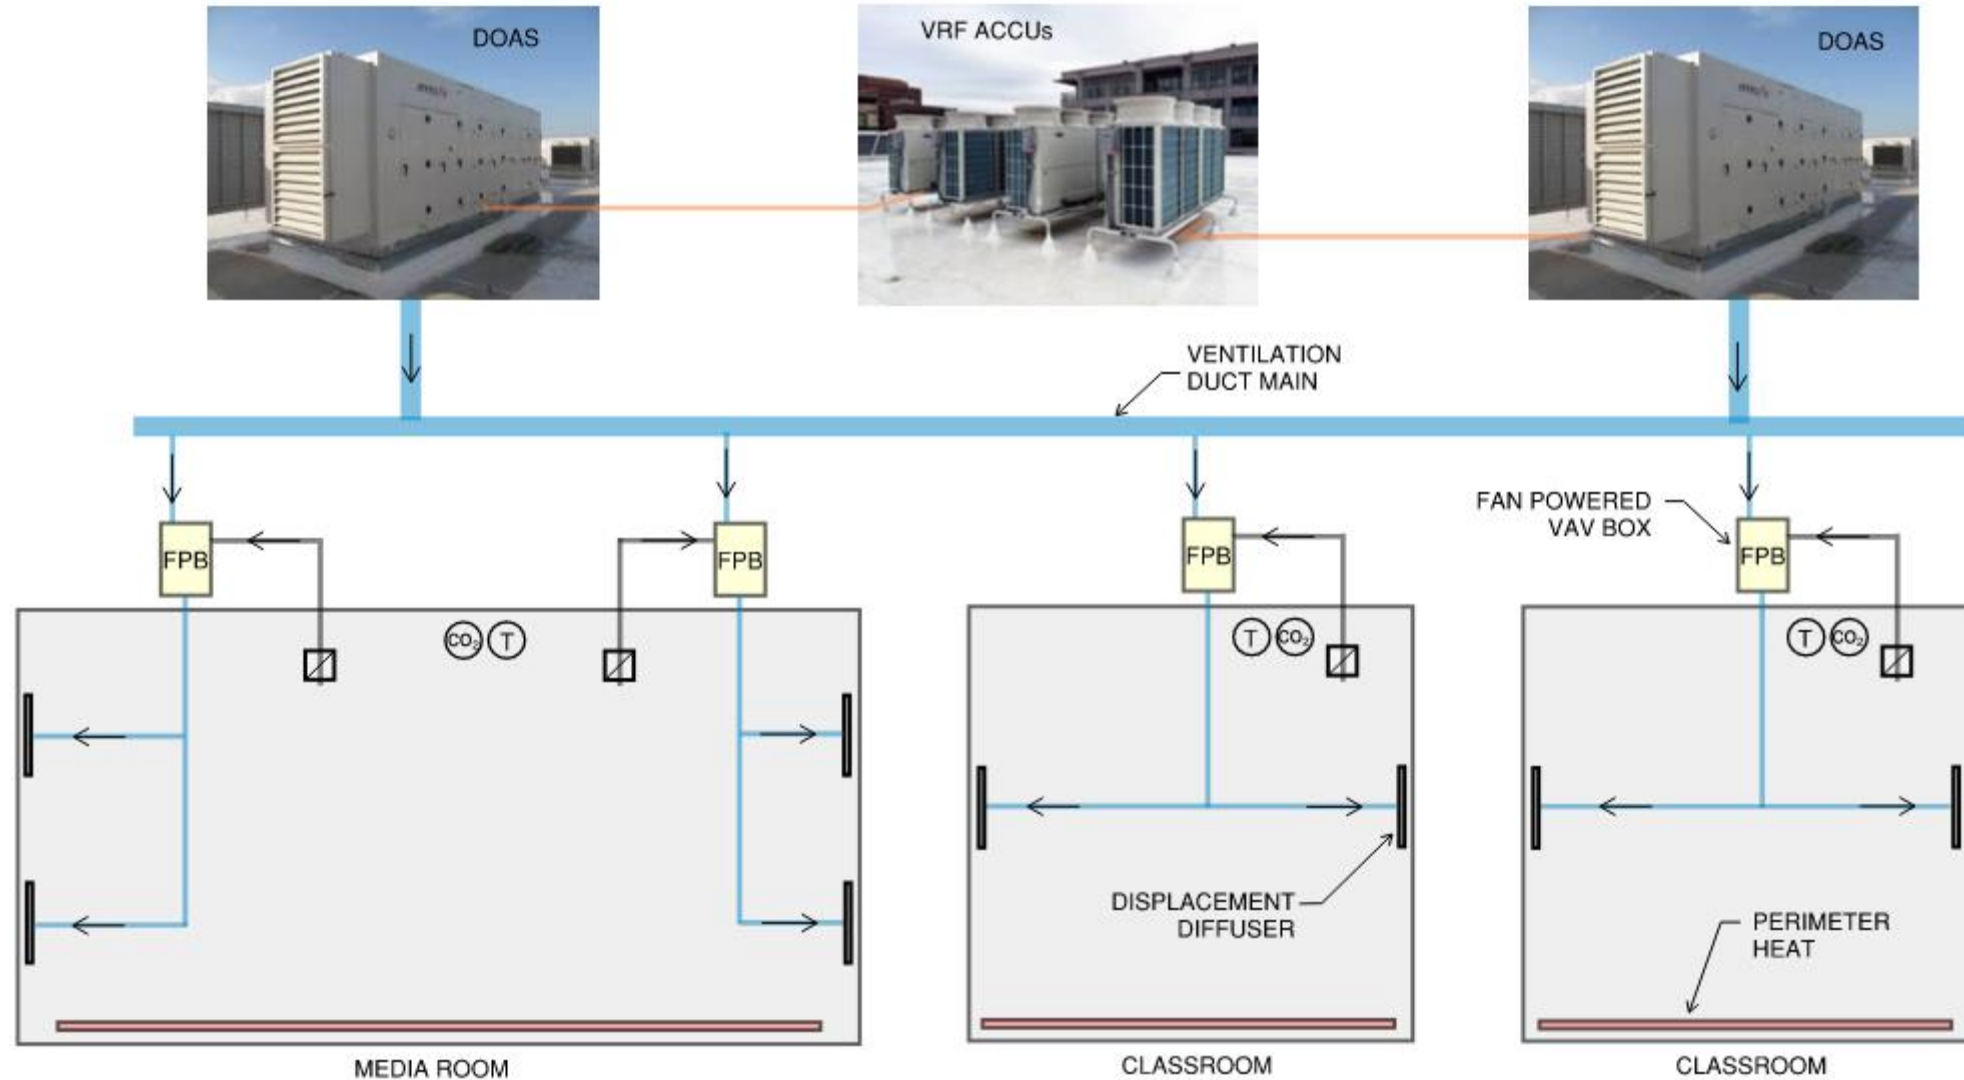 DOAS
VRF ACCUs
DOAS
VENTILATION
DUCT MAIN
FAN POWERED
VAV BOX
FPB
FPB
FPB
FPB
CO₂ T
T CO₂
T CO₂
DISPLACEMENT
DIFFUSER
PERIMETER
HEAT
MEDIA ROOM
CLASSROOM
CLASSROOM